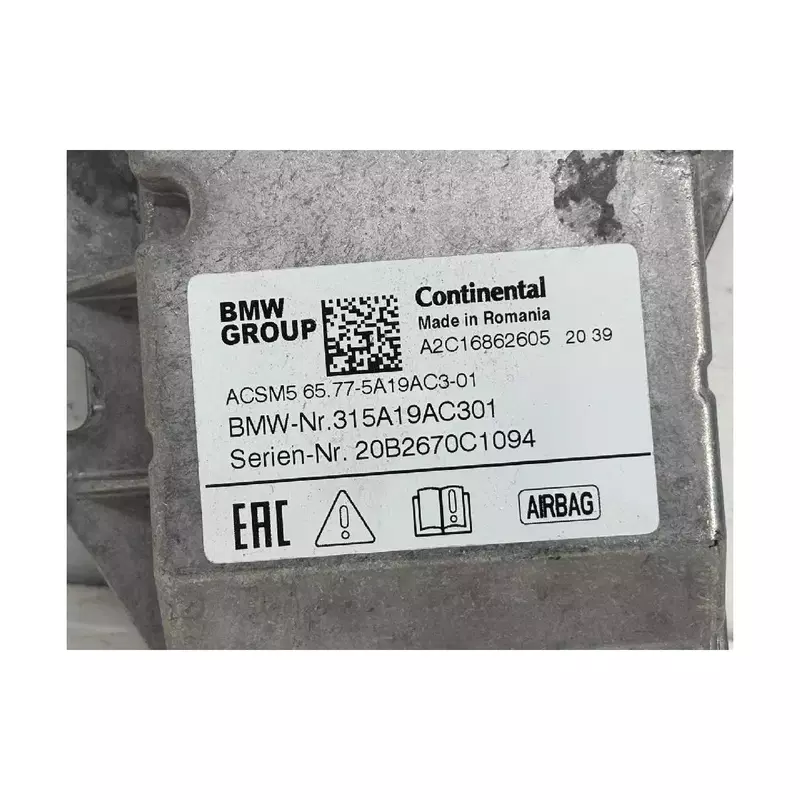 BMW
GROUP
Continental
Made in Romania
A2C16862605 20 39
ACSM5 65.77-5A19AC3-01
BMW-Nr.315A19AC301
Serien-Nr. 20B2670C1094
EAC
AIRBAG